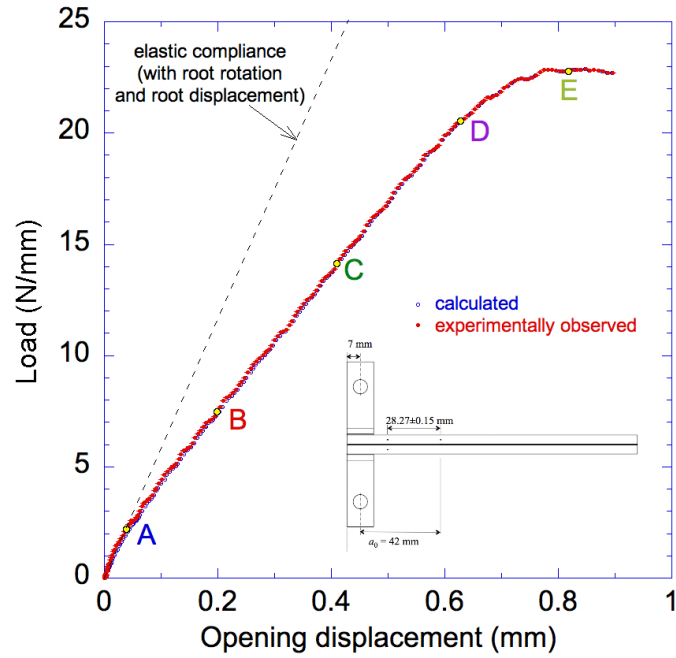 25
20
15
10
5
0
Load (N/mm)
elastic compliance
(with root rotation
and root displacement)
A
B
C
D
E
calculated
experimentally observed
7 mm
28.27±0.15 mm
a₀ = 42 mm
0
0.2
0.4
0.6
0.8
1
Opening displacement (mm)